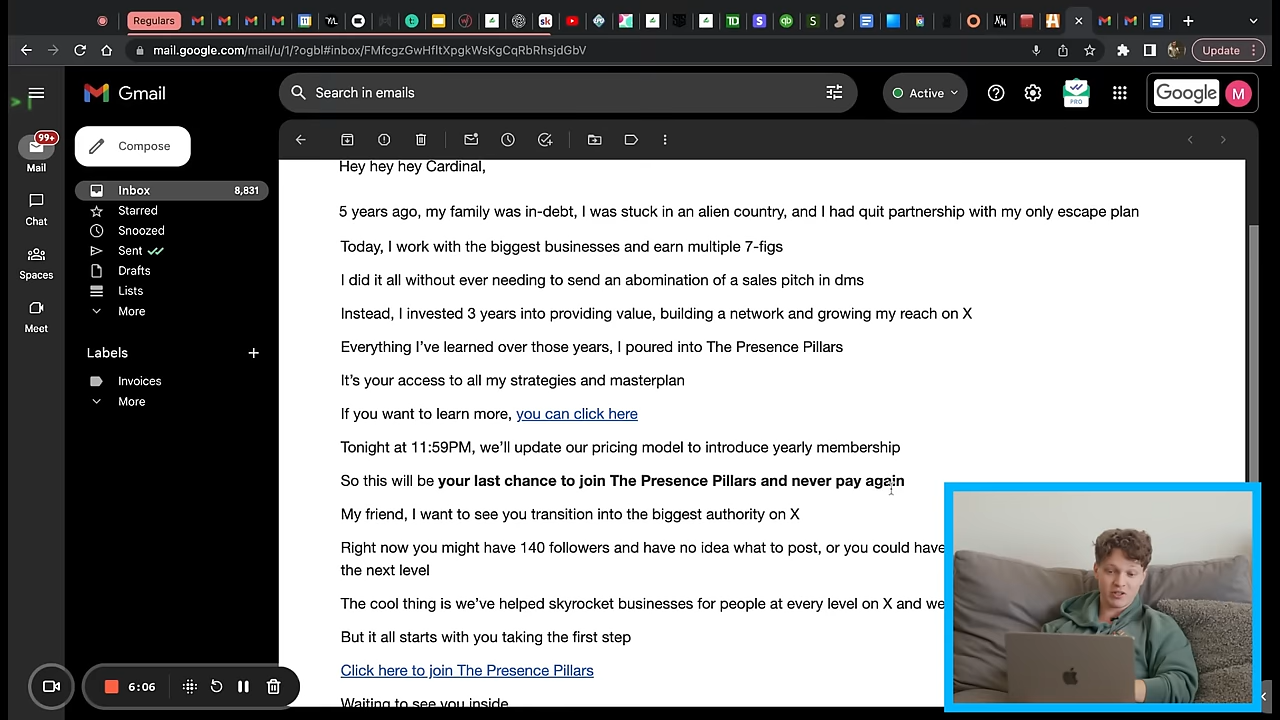 Regulars
mail.google.com/mail/u/1/?ogbl#inbox/FMfcgzGwHfltXpgkWsKgCqRbRhsjdGbV
Update
Gmail
Search in emails
Active
PRO
Google
M
99+
Mail
Chat
Spaces
Meet
Compose
Inbox 8,831
Starred
Snoozed
Sent
Drafts
Lists
More
Labels
Invoices
More
Hey hey hey Cardinal,
5 years ago, my family was in-debt, I was stuck in an alien country, and I had quit partnership with my only escape plan
Today, I work with the biggest businesses and earn multiple 7-figs
I did it all without ever needing to send an abomination of a sales pitch in dms
Instead, I invested 3 years into providing value, building a network and growing my reach on X
Everything I’ve learned over those years, I poured into The Presence Pillars
It’s your access to all my strategies and masterplan
If you want to learn more, you can click here
Tonight at 11:59PM, we’ll update our pricing model to introduce yearly membership
So this will be your last chance to join The Presence Pillars and never pay again
My friend, I want to see you transition into the biggest authority on X
Right now you might have 140 followers and have no idea what to post, or you could have
the next level
The cool thing is we’ve helped skyrocket businesses for people at every level on X and we
But it all starts with you taking the first step
Click here to join The Presence Pillars
Waiting to see you inside
6:06